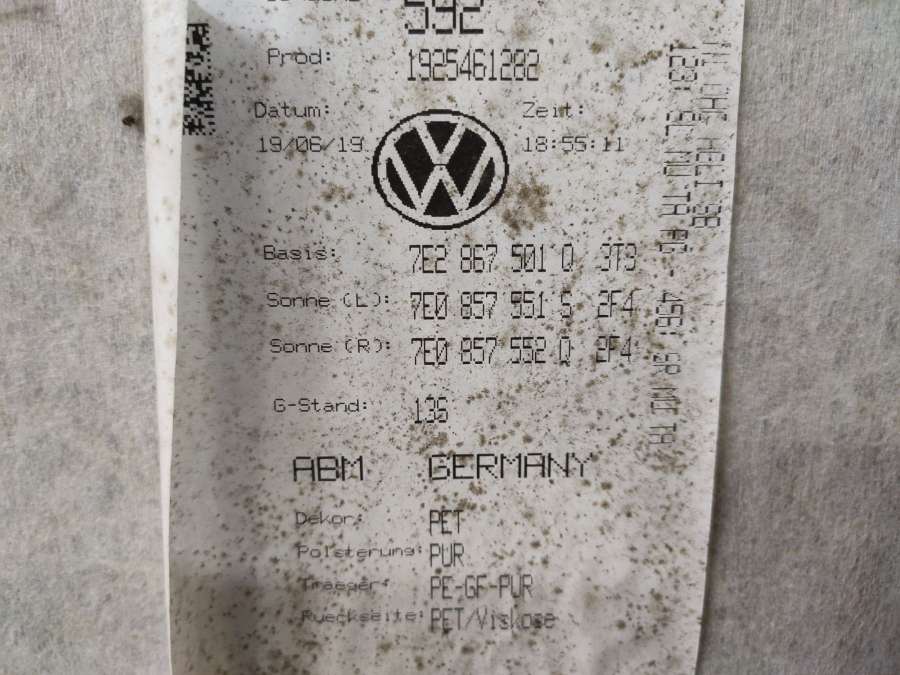 592
Prod: 1925461282
Datum: Zeit:
19/06/19 18:55:11
Basis: 7E2 867 501 Q 3T3
Sonne (L): 7E0 857 551 S 2F4
Sonne (R): 7E0 857 552 Q 2F4
G-Stand: 136
ABM GERMANY
Dekor: PET
Polsterung: PUR
Traeger: PE-GF-PUR
Rueckseite: PET/Viskose